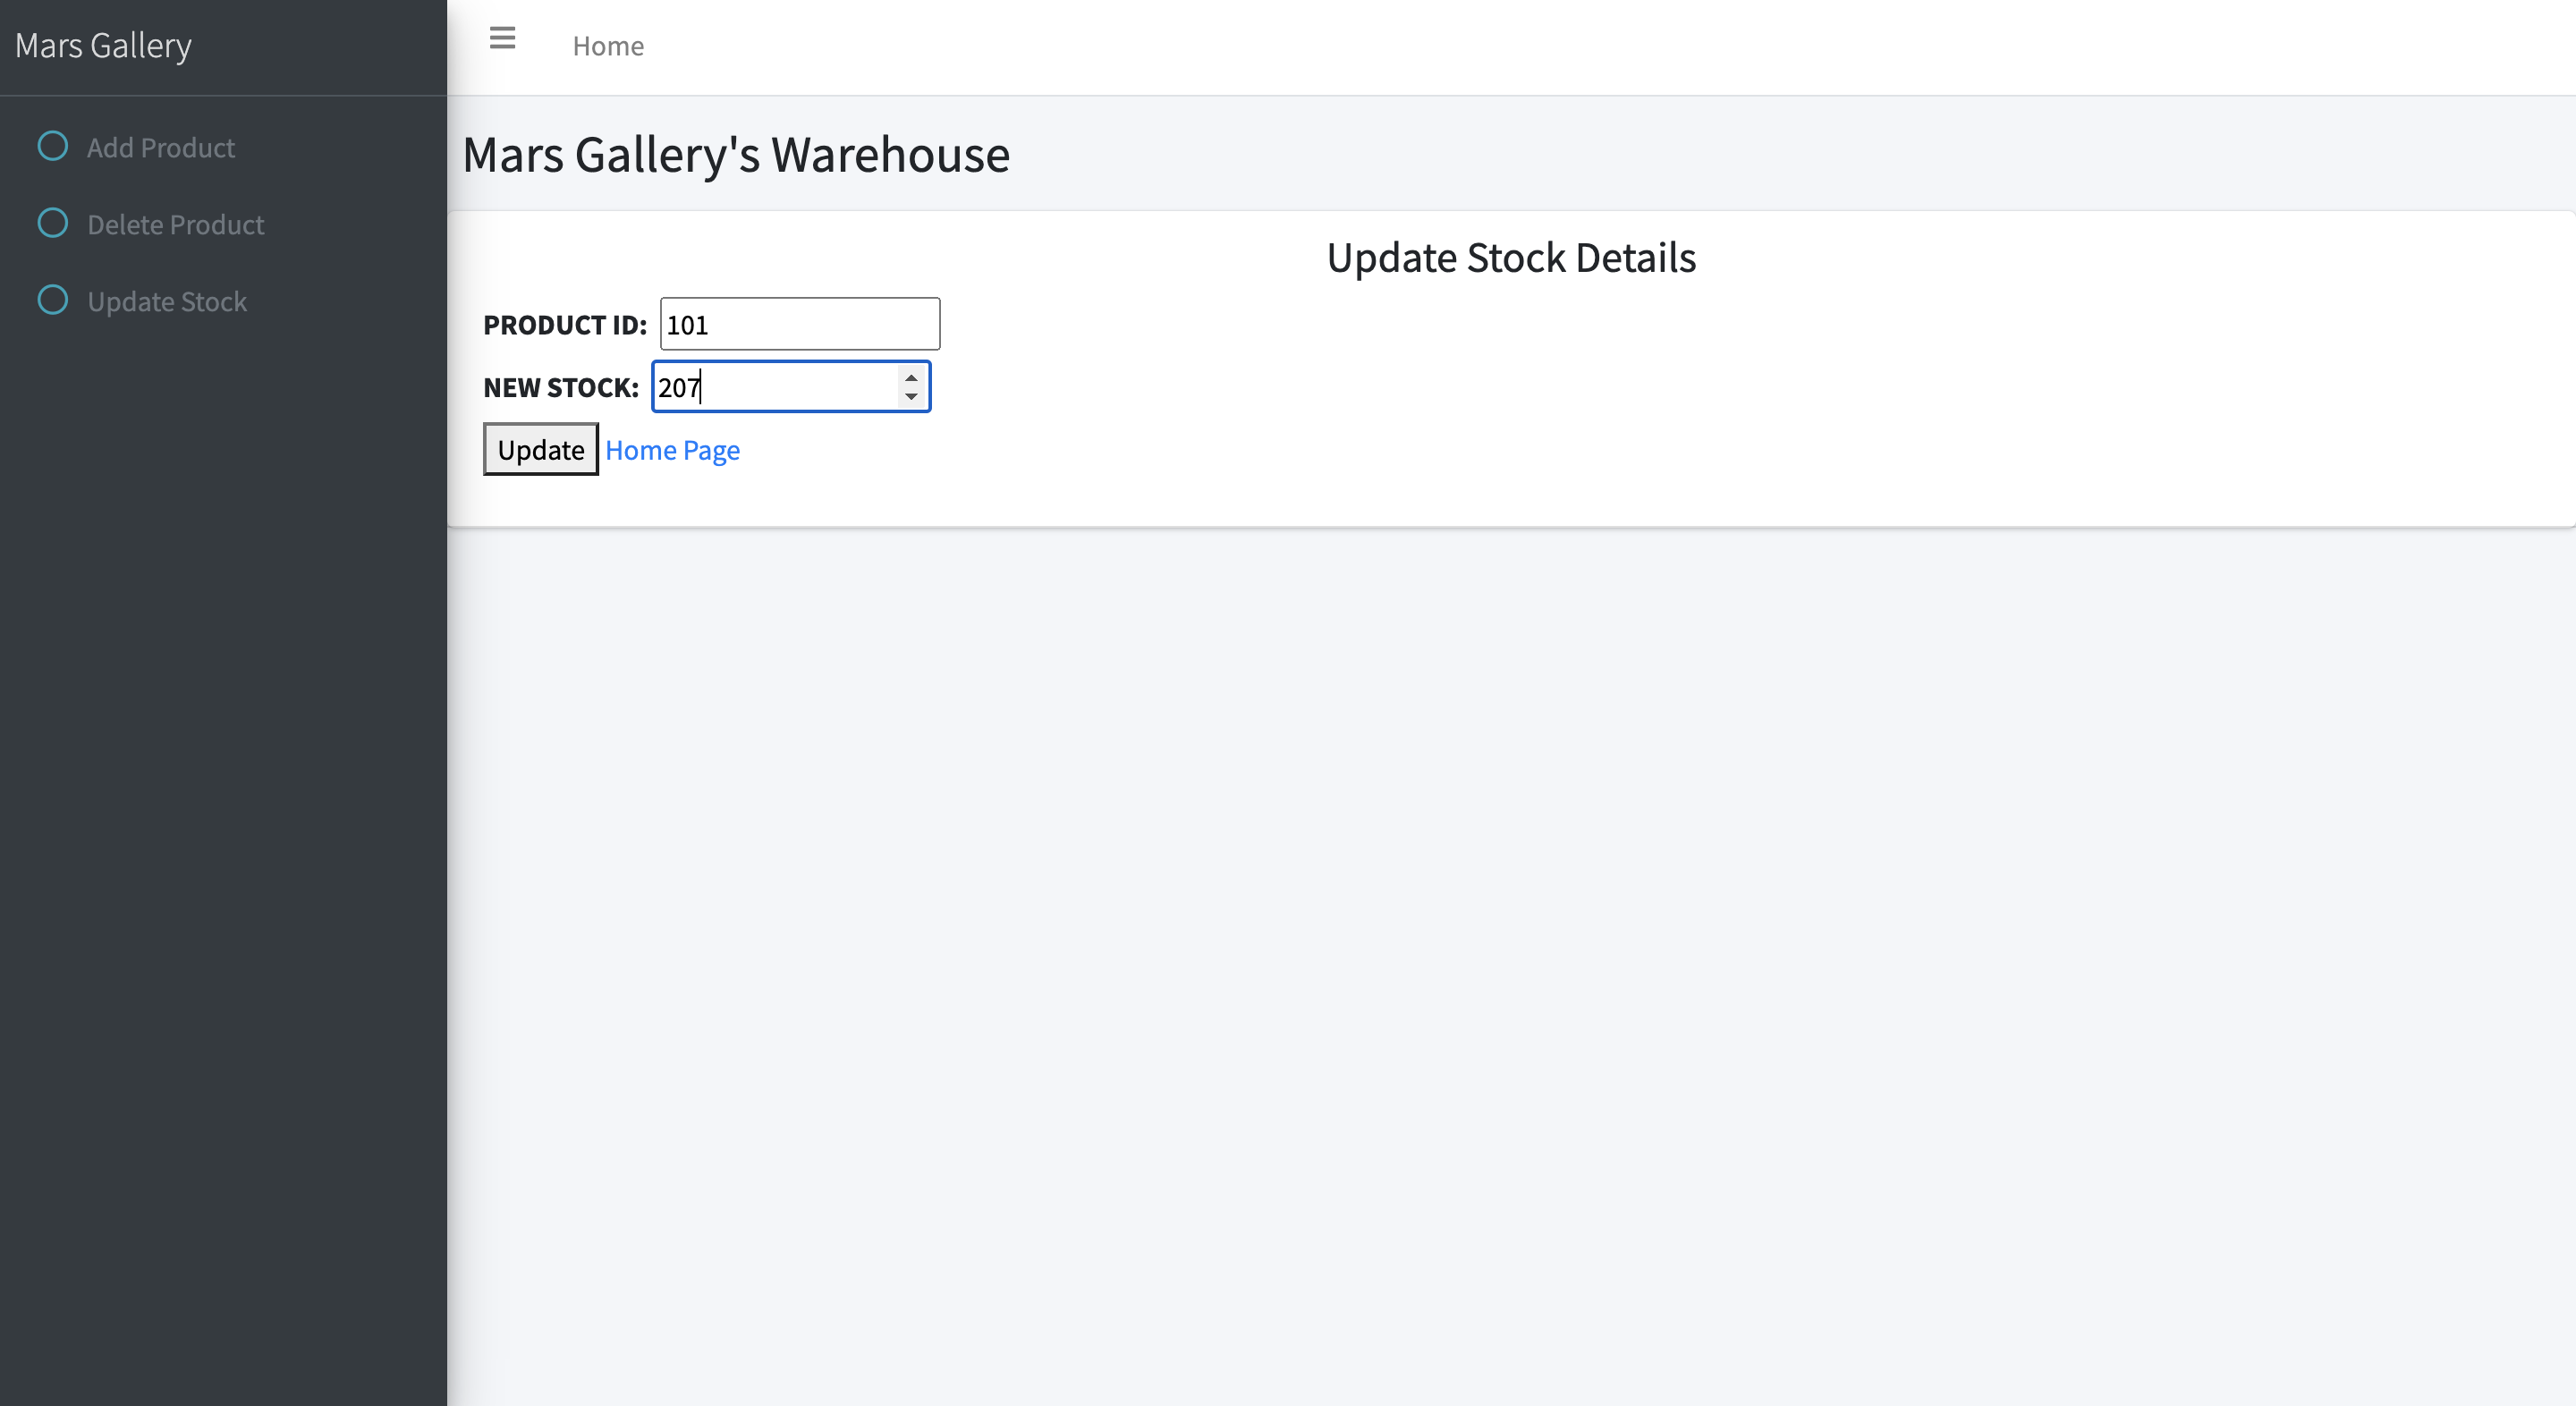 Mars Gallery
Home
Add Product
Delete Product
Update Stock
Mars Gallery's Warehouse
Update Stock Details
PRODUCT ID: 101
NEW STOCK: 207
Update Home Page